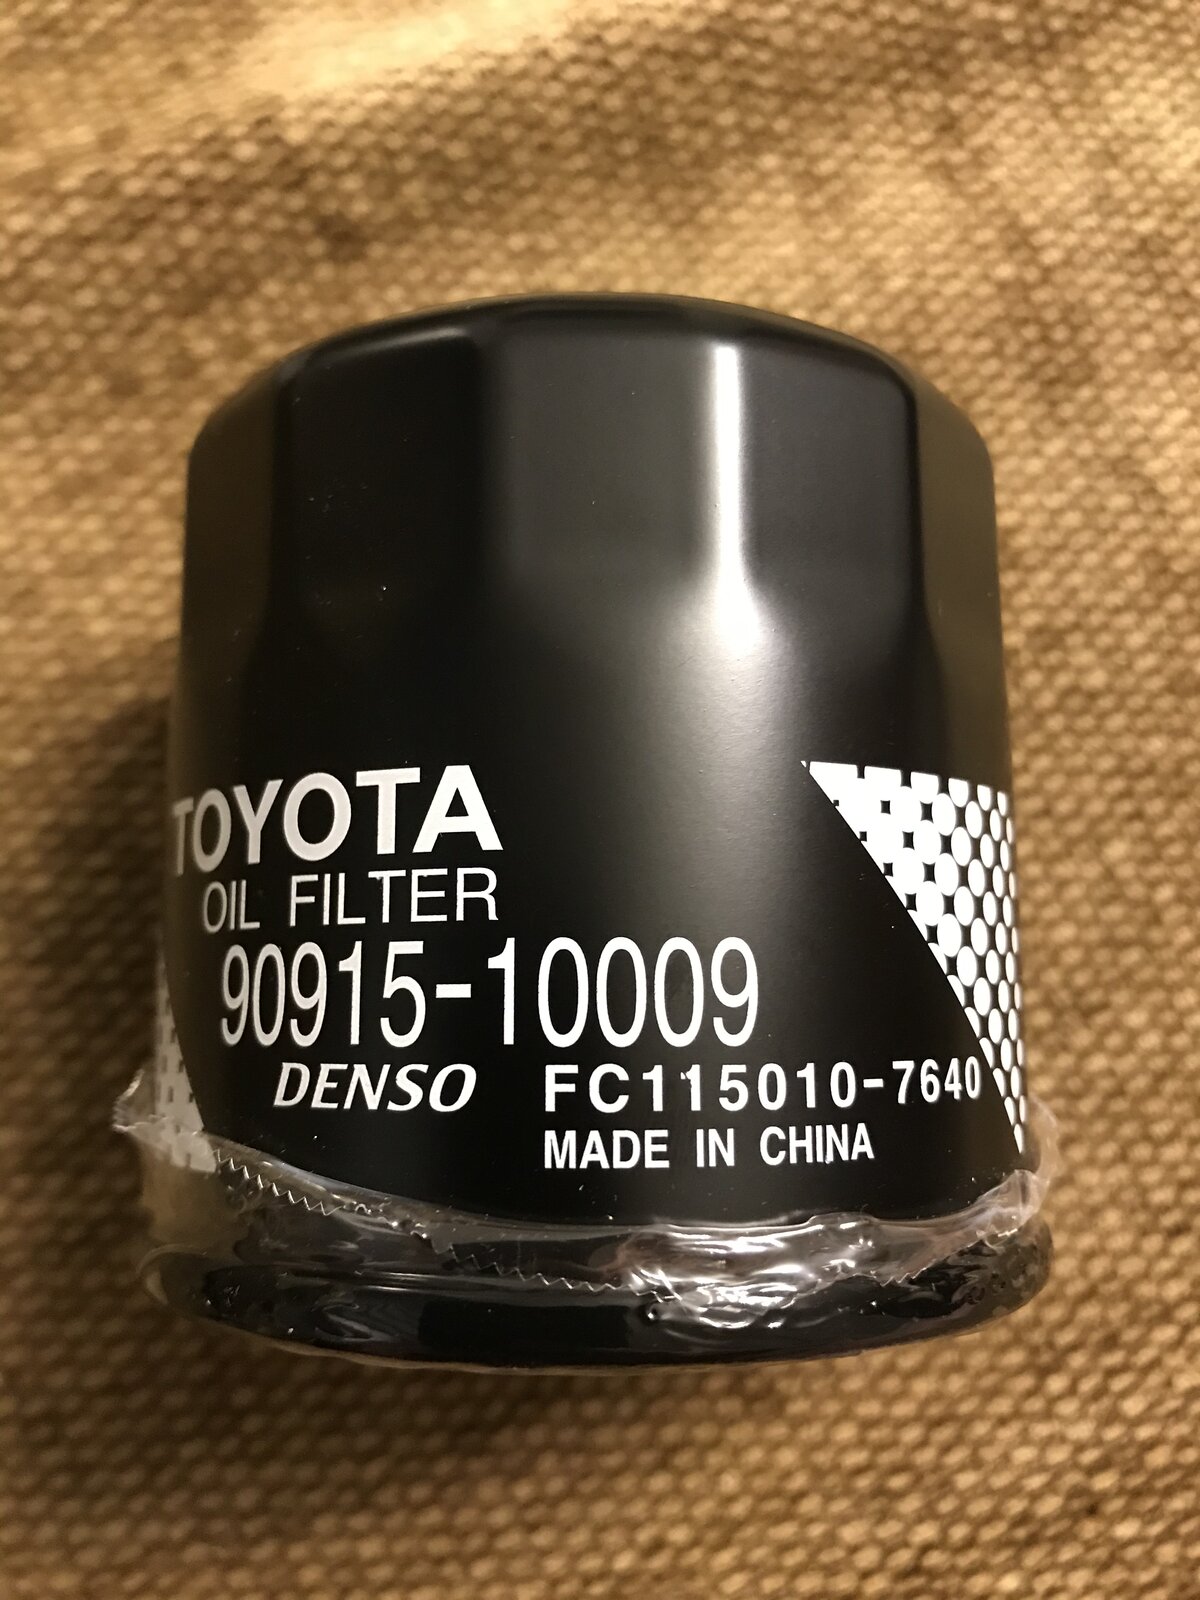 TOYOTA
OIL FILTER
90915-10009
DENSO FC115010-7640
MADE IN CHINA